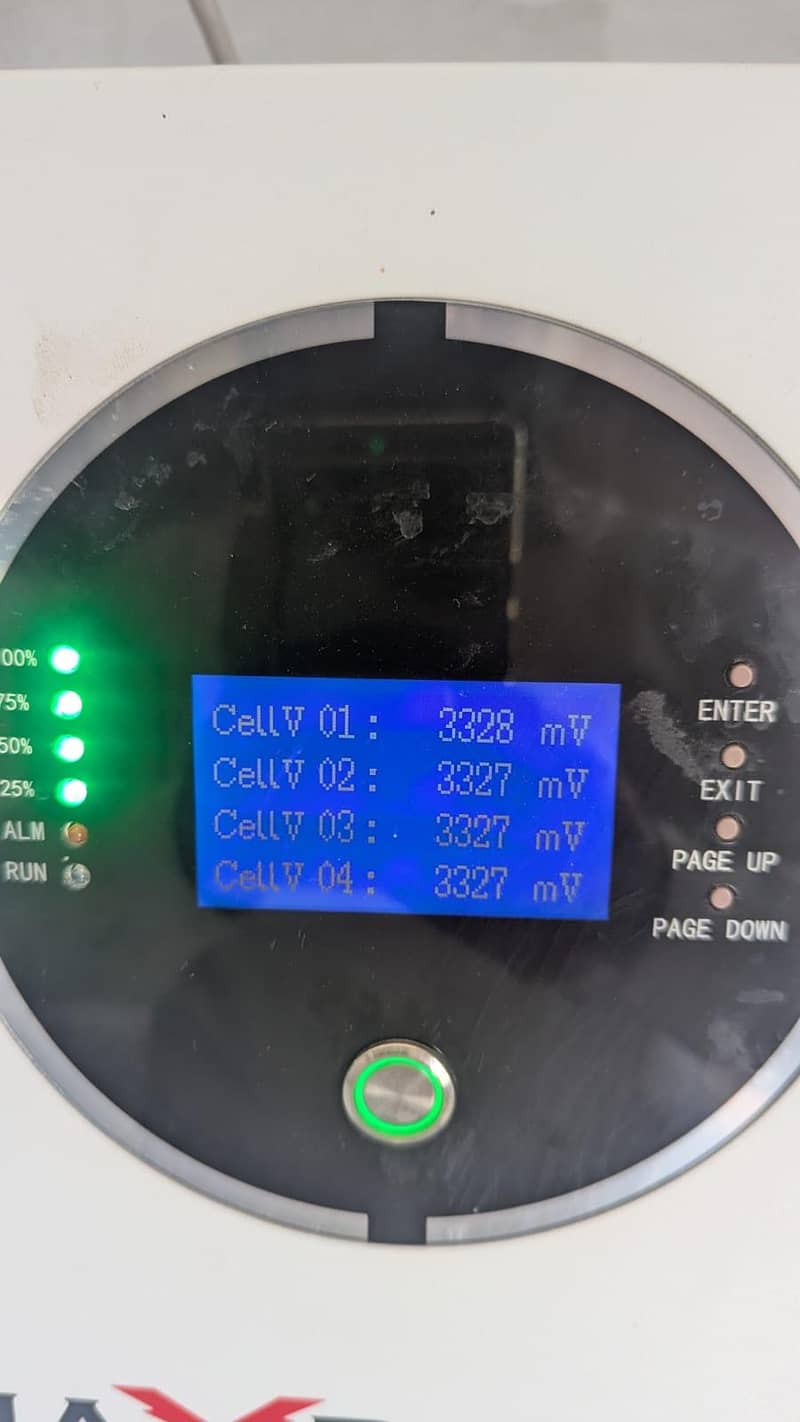 CellV 01: 3328 mV
CellV 02: 3327 mV
CellV 03: 3327 mV
CellV 04: 3327 mV
00%
75%
50%
25%
ALM
RUN
ENTER
EXIT
PAGE UP
PAGE DOWN